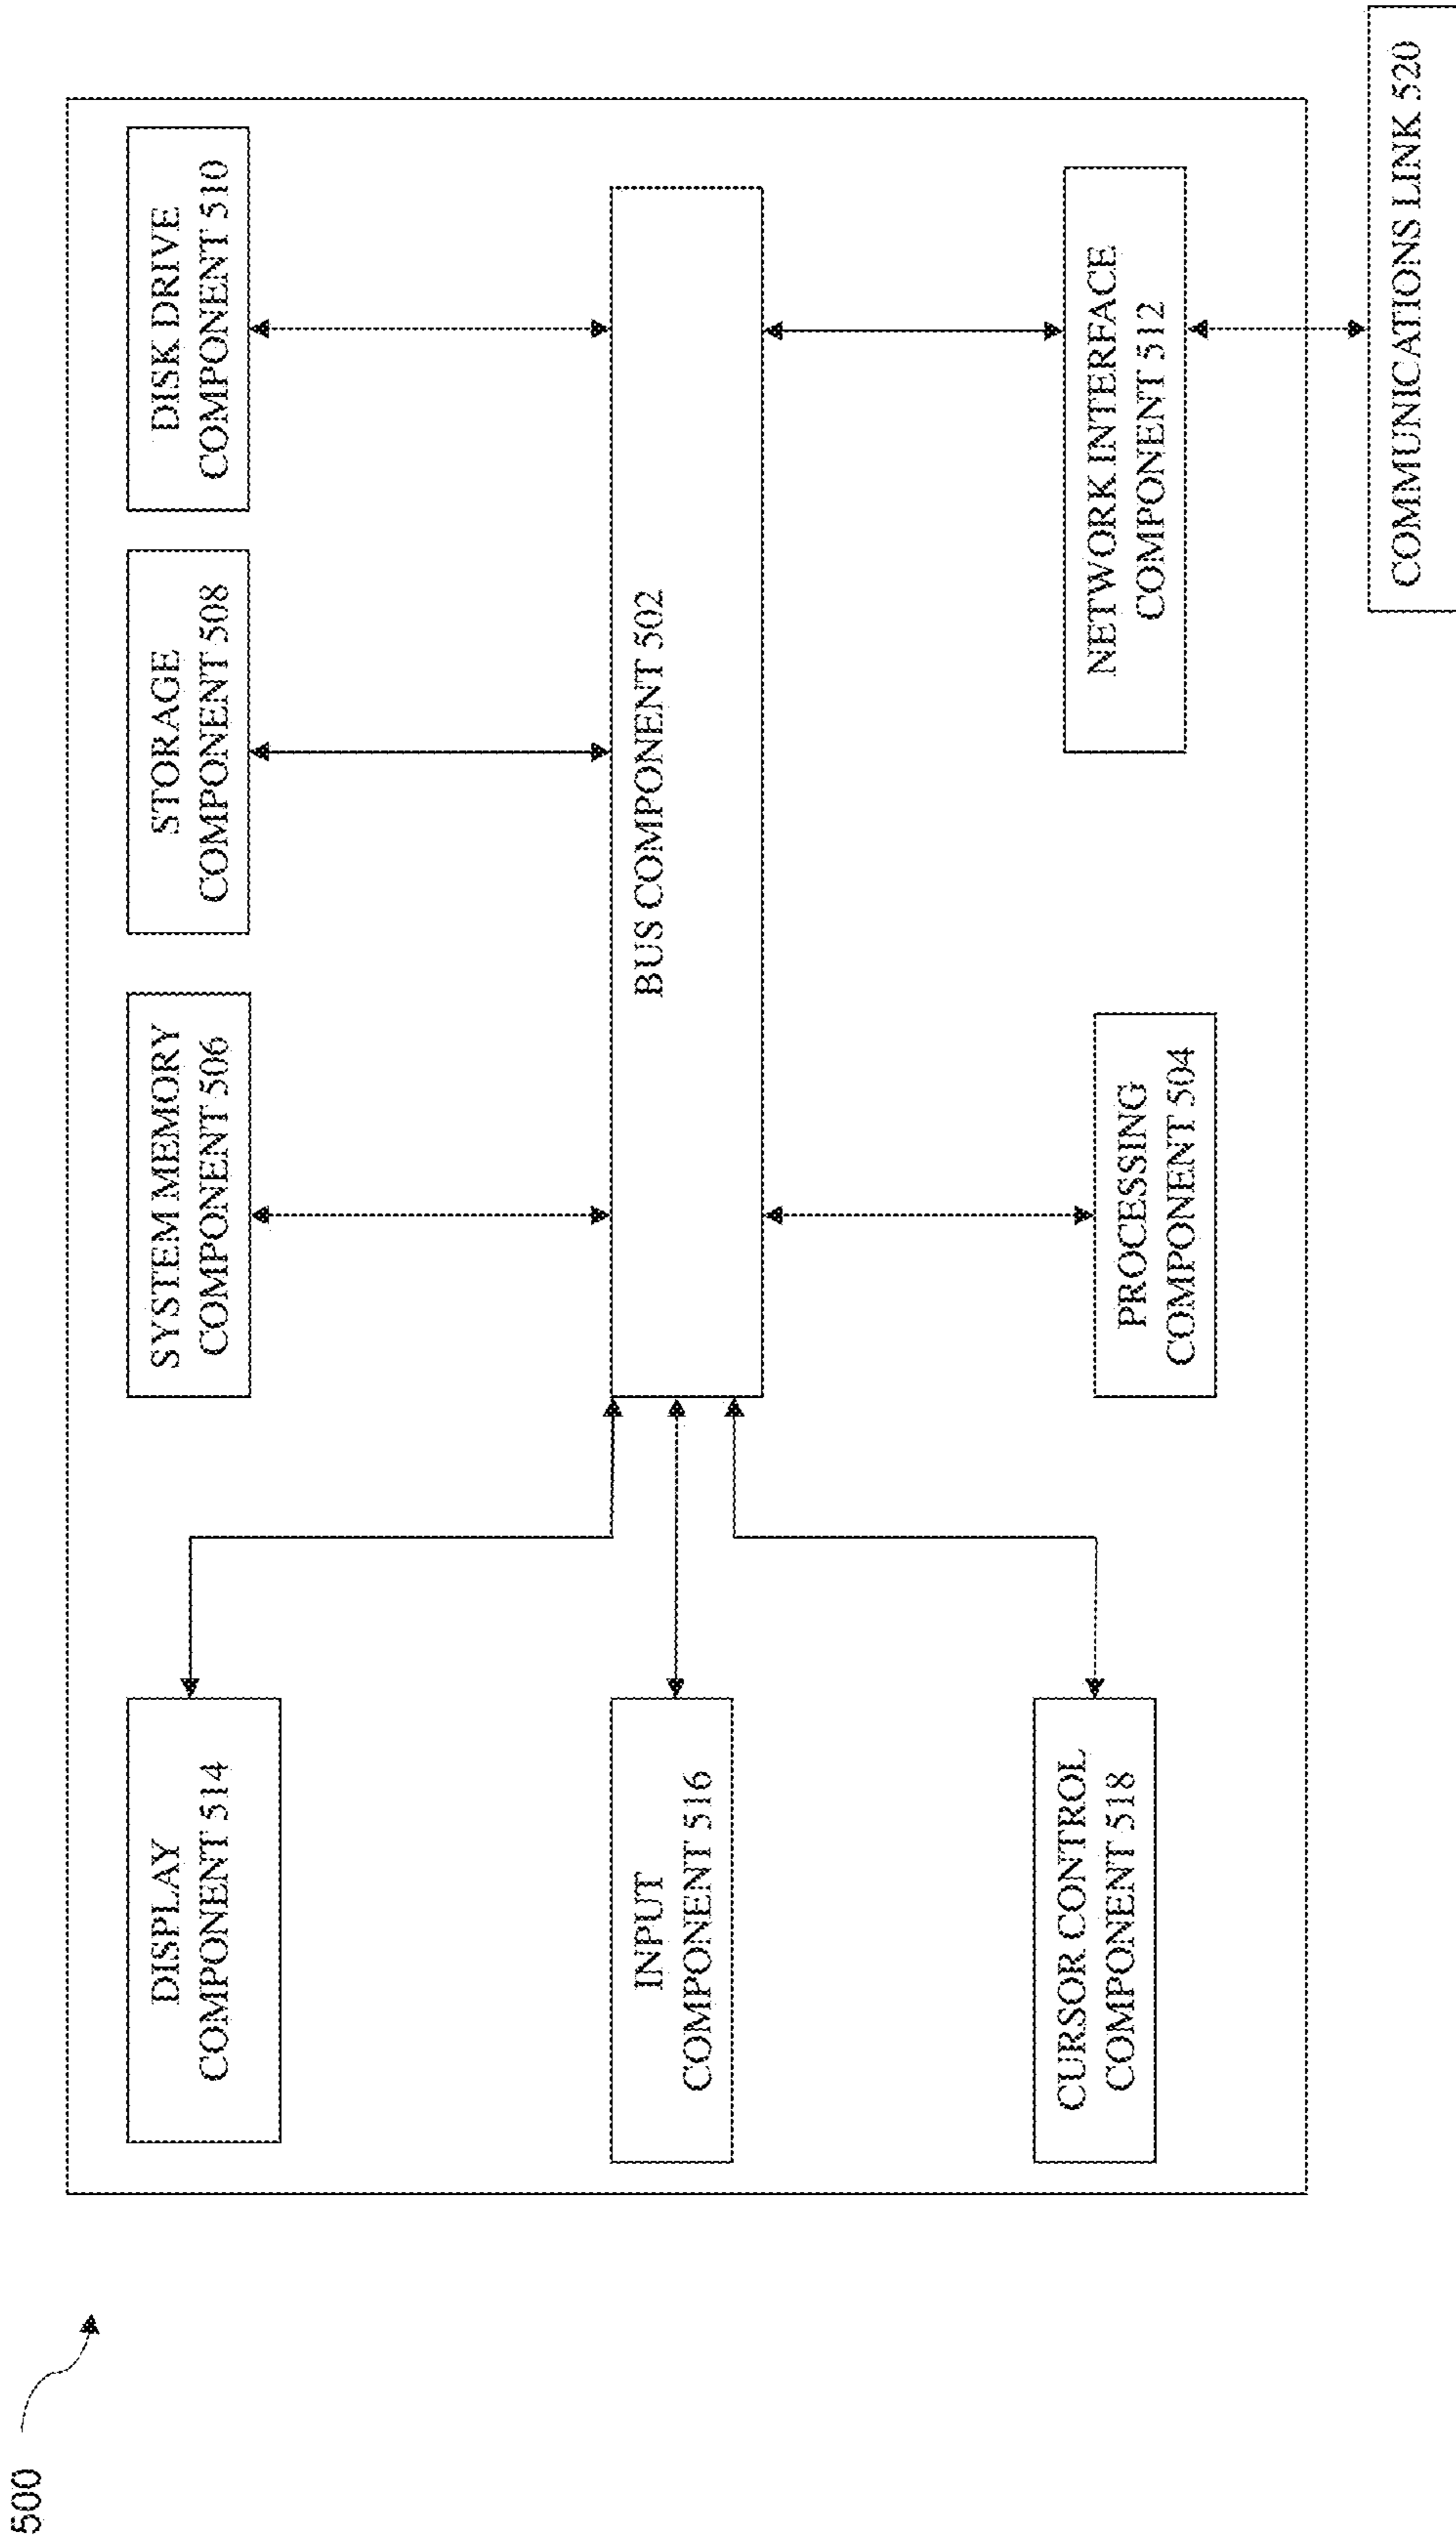 500
DISPLAY
COMPONENT 514
SYSTEM MEMORY
COMPONENT 506
STORAGE
COMPONENT 508
DISK DRIVE
COMPONENT 510
INPUT
COMPONENT 516
BUS COMPONENT 502
CURSOR CONTROL
COMPONENT 518
PROCESSING
COMPONENT 504
NETWORK INTERFACE
COMPONENT 512
COMMUNICATIONS LINK 520